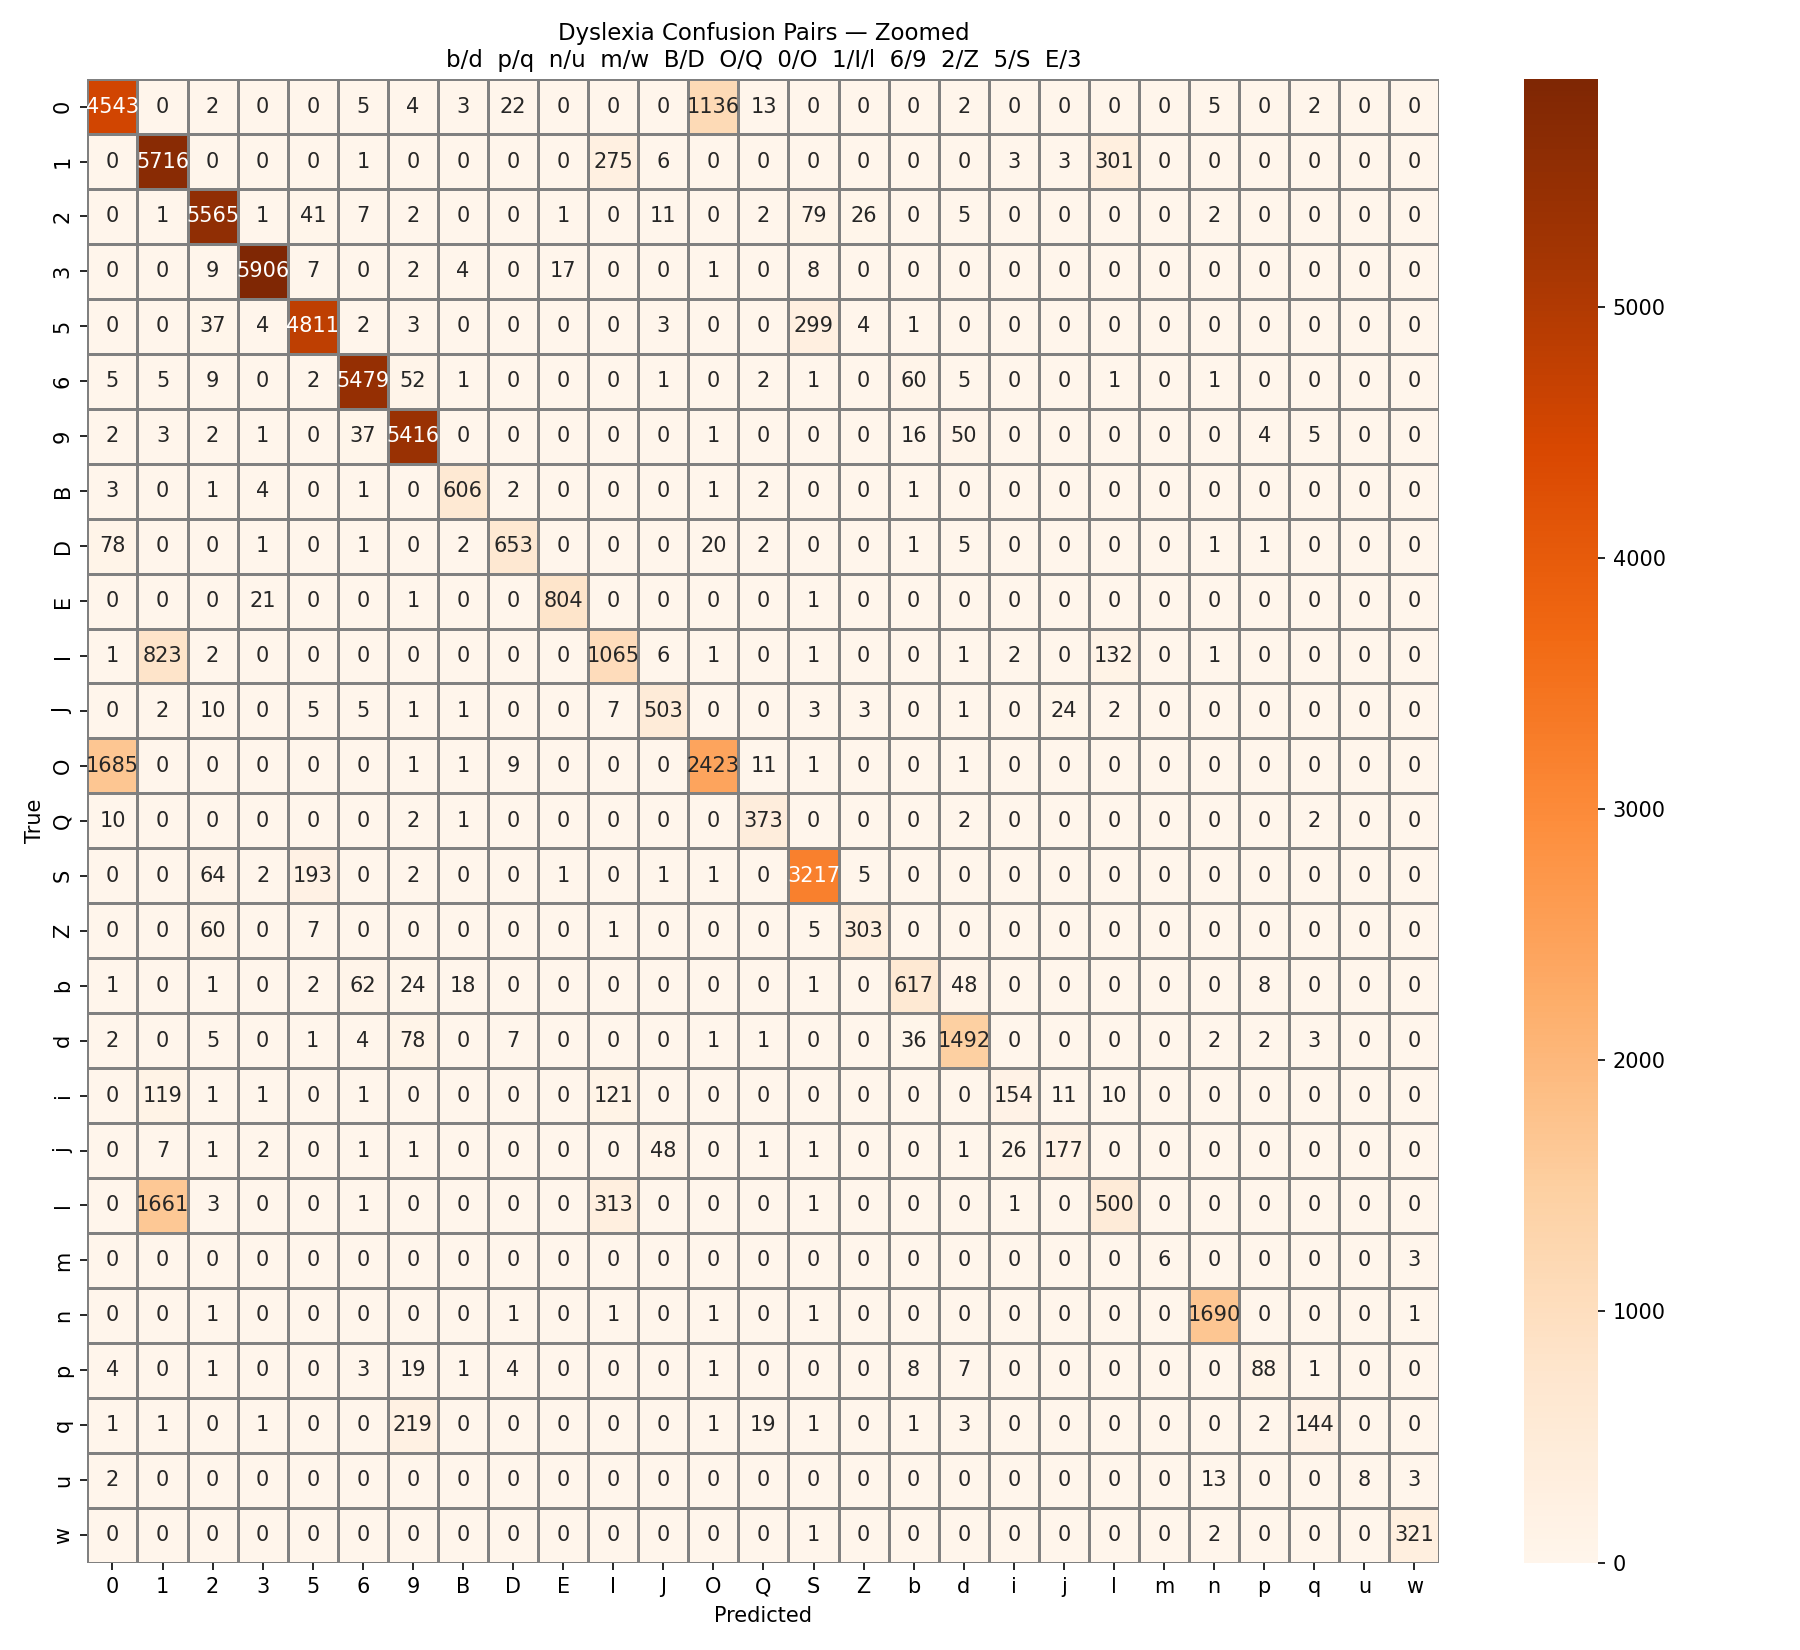 Dyslexia Confusion Pairs — Zoomed
b/d p/q n/u m/w B/D O/Q 0/O 1/I/l 6/9 2/Z 5/S E/3
0 4543 0 2 0 0 5 4 3 22 0 0 0 1136 13 0 0 0 2 0 0 0 0 5 0 2 0 0
1 0 5716 0 0 0 1 0 0 0 0 275 6 0 0 0 0 0 0 3 3 301 0 0 0 0 0 0
2 0 1 5565 1 41 7 2 0 0 1 0 11 0 2 79 26 0 5 0 0 0 0 2 0 0 0 0
3 0 0 9 5906 7 0 2 4 0 17 0 0 1 0 8 0 0 0 0 0 0 0 0 0 0 0 0
5 0 0 37 4 4811 2 3 0 0 0 0 3 0 0 299 4 1 0 0 0 0 0 0 0 0 0 0
6 5 5 9 0 2 5479 52 1 0 0 0 1 0 2 1 0 60 5 0 0 1 0 1 0 0 0 0
9 2 3 2 1 0 37 5416 0 0 0 0 0 1 0 0 0 16 50 0 0 0 0 0 4 5 0 0
B 3 0 1 4 0 1 0 606 2 0 0 0 1 2 0 0 1 0 0 0 0 0 0 0 0 0 0
D 78 0 0 1 0 1 0 2 653 0 0 0 20 2 0 0 1 5 0 0 0 0 1 1 0 0 0
E 0 0 0 21 0 0 1 0 0 804 0 0 0 0 1 0 0 0 0 0 0 0 0 0 0 0 0
I 1 823 2 0 0 0 0 0 0 0 1065 6 1 0 1 0 0 1 2 0 132 0 1 0 0 0 0
J 0 2 10 0 5 5 1 1 0 0 7 503 0 0 3 3 0 1 0 24 2 0 0 0 0 0 0
O 1685 0 0 0 0 0 1 1 9 0 0 0 2423 11 1 0 0 1 0 0 0 0 0 0 0 0 0
Q 10 0 0 0 0 0 2 1 0 0 0 0 0 373 0 0 0 2 0 0 0 0 0 0 2 0 0
S 0 0 64 2 193 0 2 0 0 1 0 1 1 0 3217 5 0 0 0 0 0 0 0 0 0 0 0
Z 0 0 60 0 7 0 0 0 0 0 1 0 0 0 5 303 0 0 0 0 0 0 0 0 0 0 0
b 1 0 1 0 2 62 24 18 0 0 0 0 0 0 1 0 617 48 0 0 0 0 0 8 0 0 0
d 2 0 5 0 1 4 78 0 7 0 0 0 1 1 0 0 36 1492 0 0 0 0 2 2 3 0 0
i 0 119 1 1 0 1 0 0 0 0 121 0 0 0 0 0 0 0 154 11 10 0 0 0 0 0 0
j 0 7 1 2 0 1 1 0 0 0 0 48 0 1 1 0 0 1 26 177 0 0 0 0 0 0 0
l 0 1661 3 0 0 1 0 0 0 0 313 0 0 0 1 0 0 0 1 0 500 0 0 0 0 0 0
m 0 0 0 0 0 0 0 0 0 0 0 0 0 0 0 0 0 0 0 0 0 6 0 0 0 0 3
n 0 0 1 0 0 0 0 0 1 0 1 0 1 0 1 0 0 0 0 0 0 0 1690 0 0 0 1
p 4 0 1 0 0 3 19 1 4 0 0 0 1 0 0 0 8 7 0 0 0 0 0 88 1 0 0
q 1 1 0 1 0 0 219 0 0 0 0 0 1 19 1 0 1 3 0 0 0 0 0 2 144 0 0
u 2 0 0 0 0 0 0 0 0 0 0 0 0 0 0 0 0 0 0 0 0 0 13 0 0 8 3
w 0 0 0 0 0 0 0 0 0 0 0 0 0 0 1 0 0 0 0 0 0 0 2 0 0 0 321
0 1 2 3 5 6 9 B D E I J O Q S Z b d i j l m n p q u w
Predicted
True
5000
4000
3000
2000
1000
0